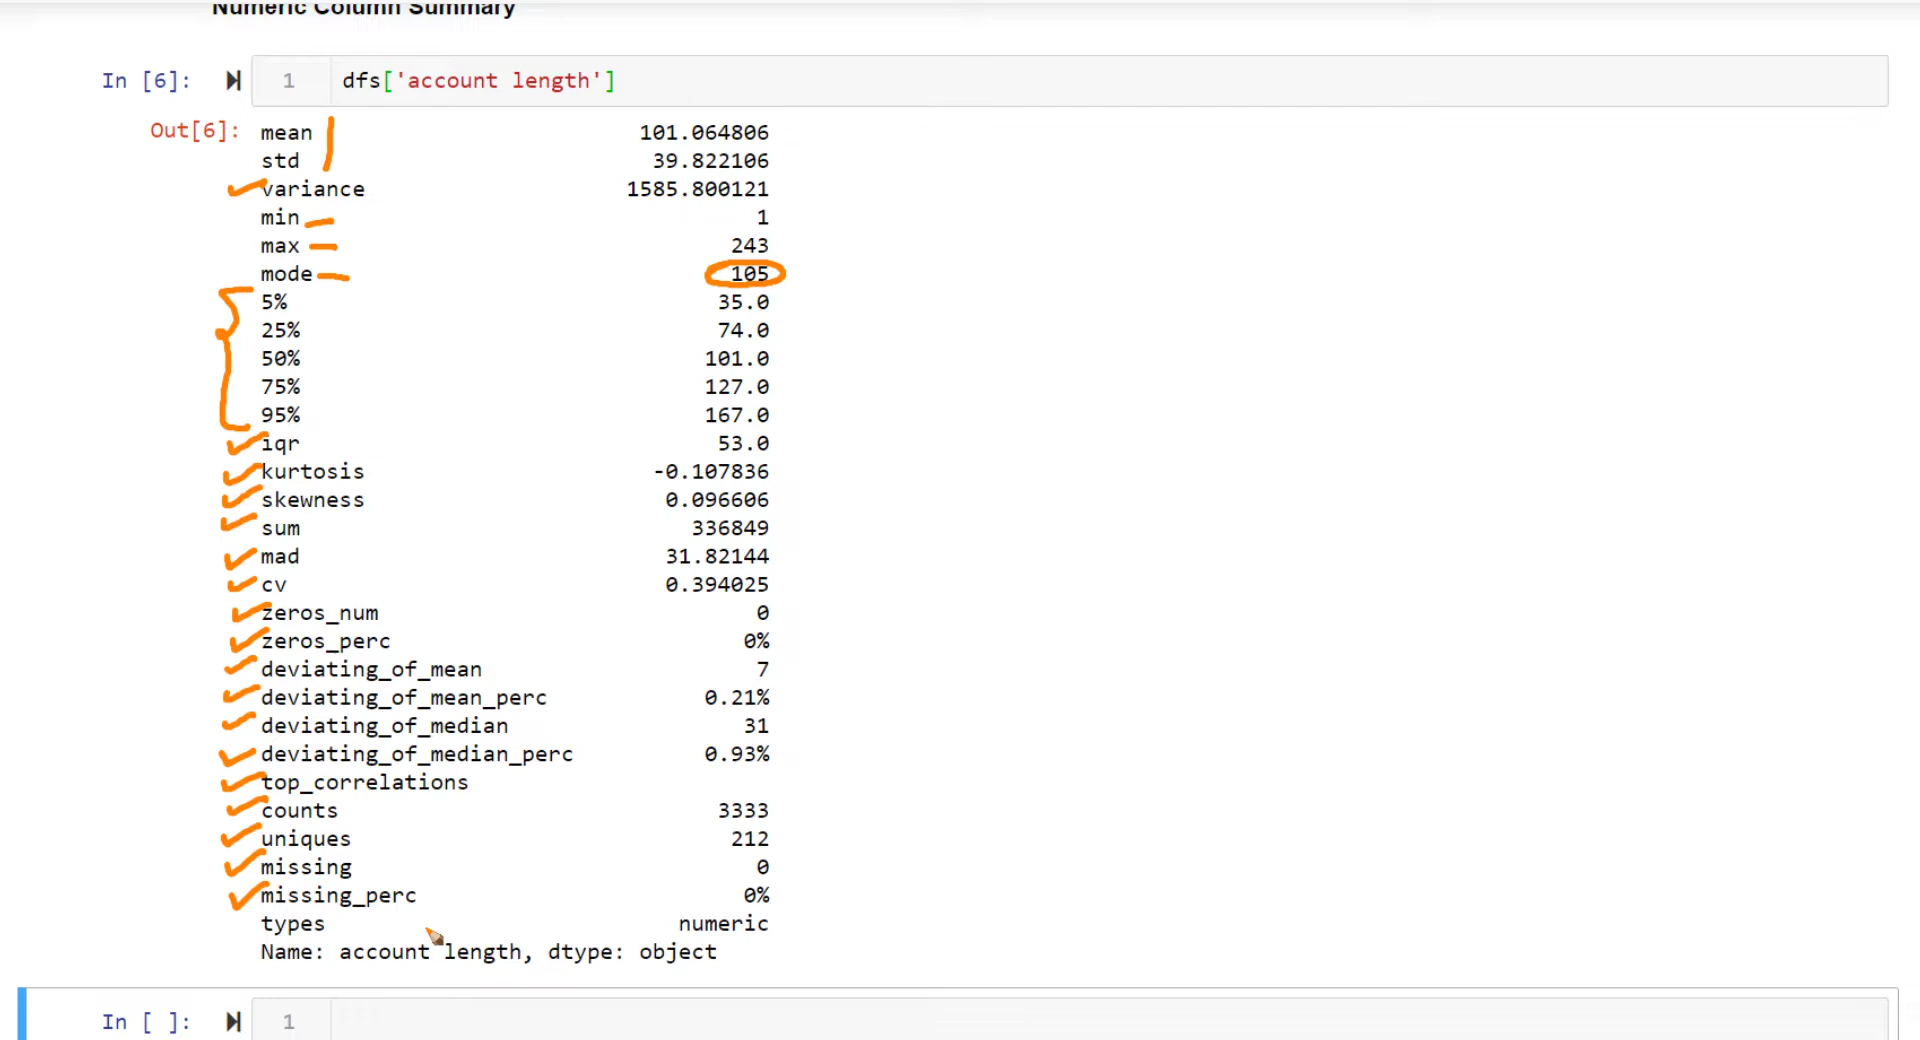 Numeric Column Summary
In [6]: 1 dfs['account length']
Out[6]: mean 101.064806
std 39.822106
variance 1585.800121
min 1
max 243
mode 105
5% 35.0
25% 74.0
50% 101.0
75% 127.0
95% 167.0
iqr 53.0
kurtosis -0.107836
skewness 0.096606
sum 336849
mad 31.82144
cv 0.394025
zeros_num 0
zeros_perc 0%
deviating_of_mean 7
deviating_of_mean_perc 0.21%
deviating_of_median 31
deviating_of_median_perc 0.93%
top_correlations
counts 3333
uniques 212
missing 0
missing_perc 0%
types numeric
Name: account length, dtype: object
In [ ]: 1